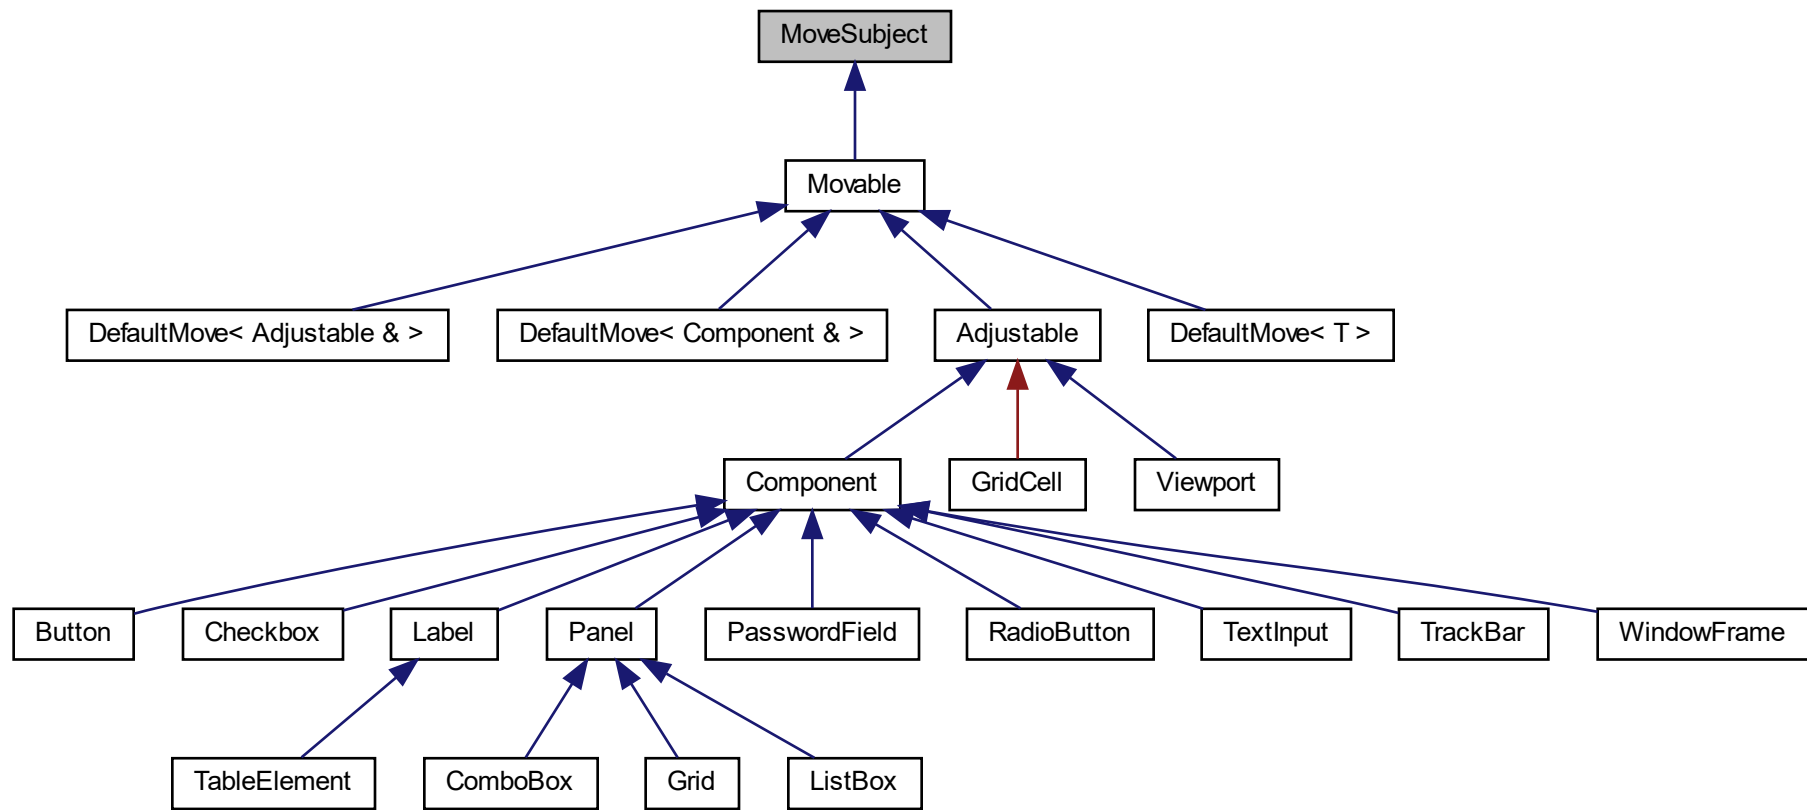 MoveSubject
Movable
DefaultMove< Adjustable & >
DefaultMove< Component & >
Adjustable
DefaultMove< T >
Component
GridCell
Viewport
Button
Checkbox
Label
Panel
PasswordField
RadioButton
TextInput
TrackBar
WindowFrame
TableElement
ComboBox
Grid
ListBox